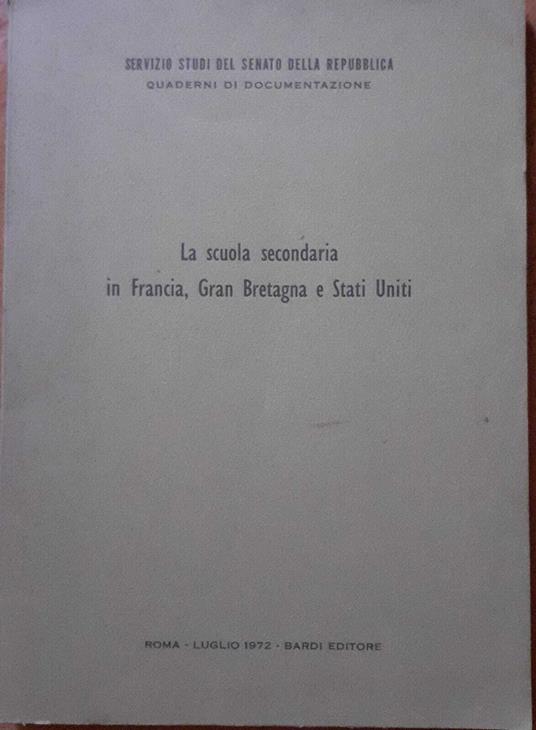 SERVIZIO STUDI DEL SENATO DELLA REPUBBLICA
QUADERNI DI DOCUMENTAZIONE
La scuola secondaria
in Francia, Gran Bretagna e Stati Uniti
ROMA - LUGLIO 1972 - BARDI EDITORE